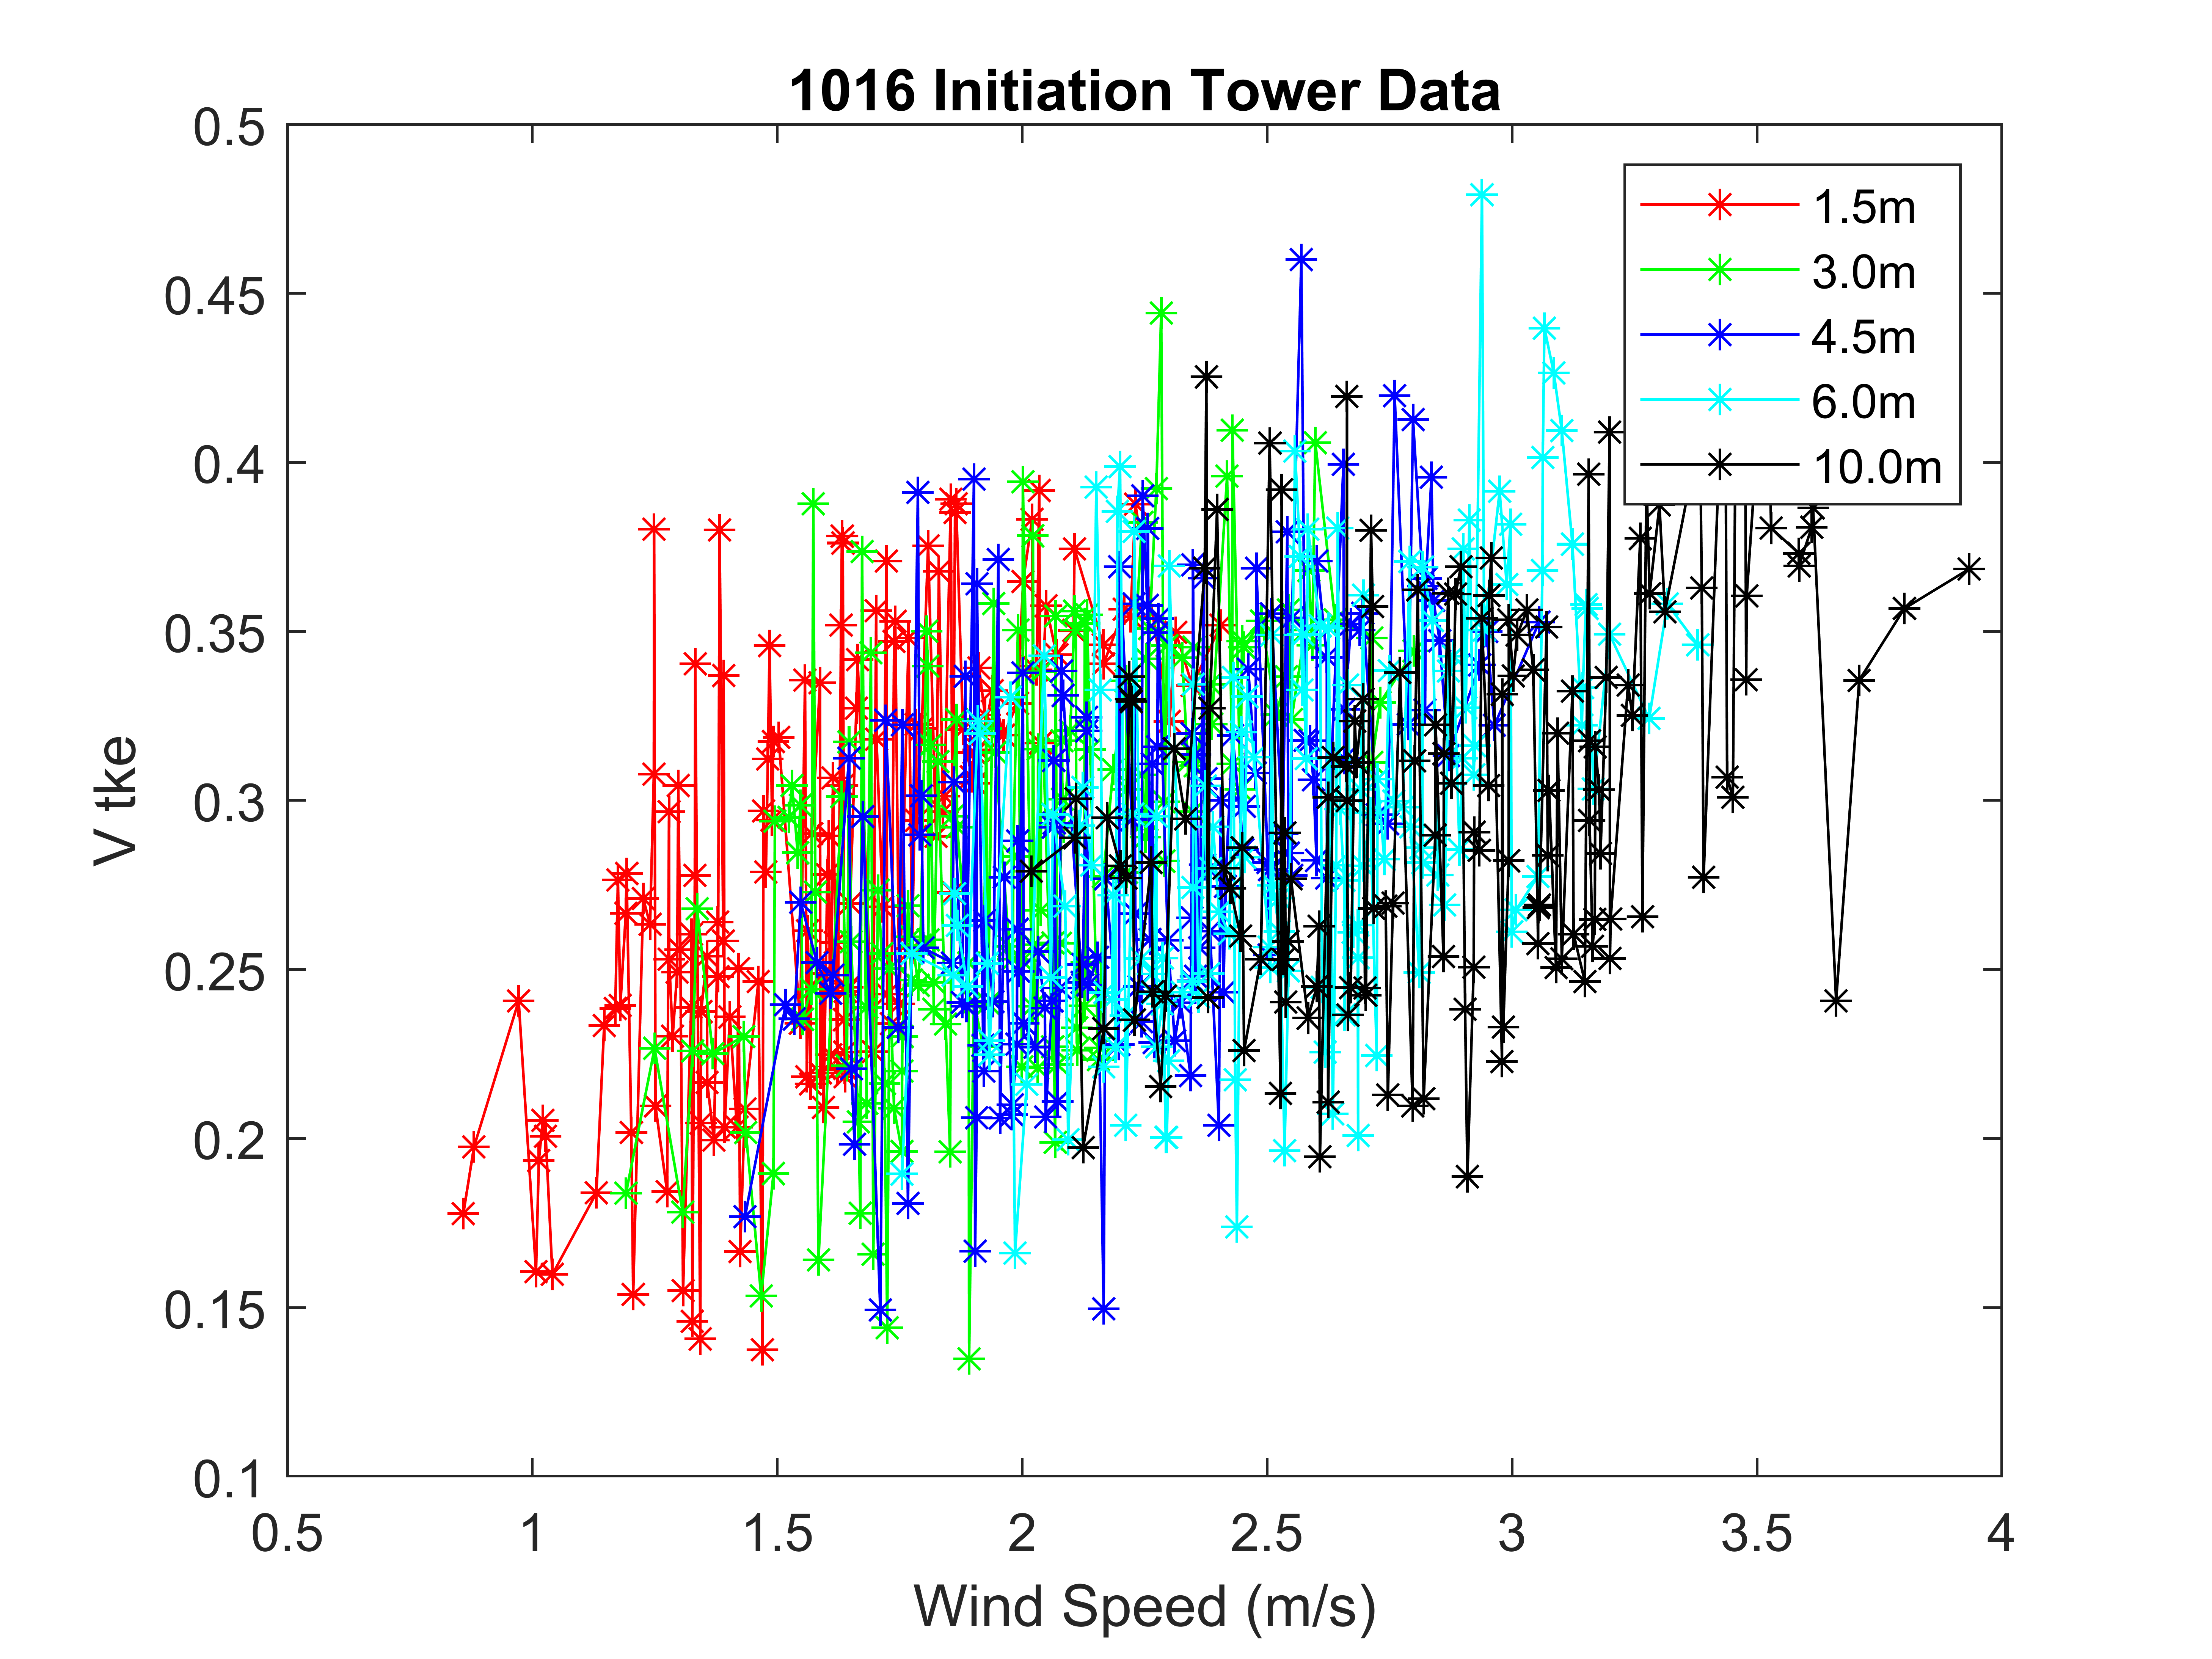 1016 Initiation Tower Data
0.5
0.45
0.4
0.35
0.3
0.25
0.2
0.15
0.1
V tke
1.5m
3.0m
4.5m
6.0m
10.0m
0.5 1 1.5 2 2.5 3 3.5 4
Wind Speed (m/s)